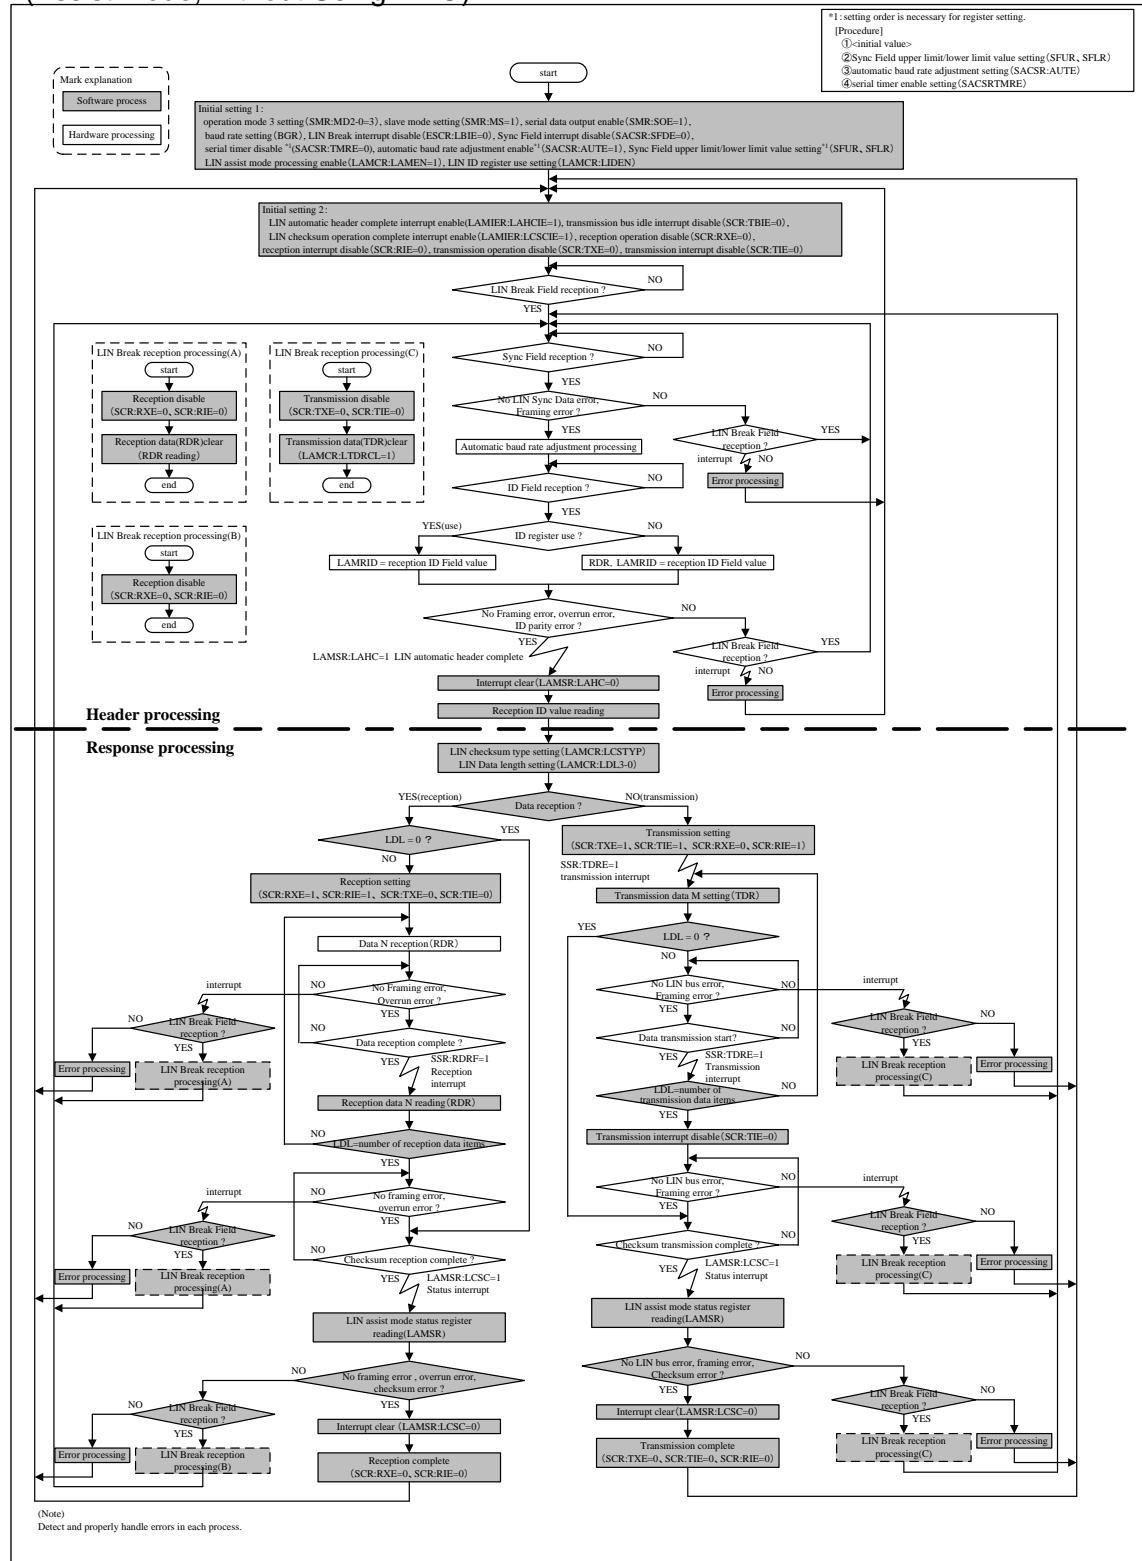 *1：setting order is necessary for register setting.
[Procedure]
①<initial value>
②Sync Field upper limit/lower limit value setting（SFUR、SFLR）
③automatic baud rate adjustment setting（SACSR:AUTE）
④serial timer enable setting（SACSRTMRE）
Mark explanation
Software process
Hardware processing
start
Initial setting 1：
operation mode 3 setting（SMR:MD2-0=3）, slave mode setting（SMR:MS=1）, serial data output enable（SMR:SOE=1）,
baud rate setting（BGR）, LIN Break interrupt disable（ESCR:LBIE=0）, Sync Field interrupt disable（SACSR:SFDE=0）,
serial timer disable *1（SACSR:TMRE=0）, automatic baud rate adjustment enable*1（SACSR:AUTE=1）, Sync Field upper limit/lower limit value setting*1（SFUR、SFLR）
LIN assist mode processing enable（LAMCR:LAMEN=1）, LIN ID register use setting（LAMCR:LIDEN）
Initial setting 2：
LIN automatic header complete interrupt enable(LAMIER:LAHCIE=1）, transmission bus idle interrupt disable（SCR:TBIE=0）,
LIN checksum operation complete interrupt enable（LAMIER:LCSCIE=1）, reception operation disable（SCR:RXE=0）,
reception interrupt disable（SCR:RIE=0）, transmission operation disable（SCR:TXE=0）, transmission interrupt disable（SCR:TIE=0）
LIN Break Field reception ?
NO
YES
LIN Break reception processing(A)
start
Reception disable
（SCR:RXE=0、SCR:RIE=0）
Reception data(RDR)clear
（RDR reading）
end
LIN Break reception processing(C)
start
Transmission disable
（SCR:TXE=0、SCR:TIE=0）
Transmission data(TDR)clear
（LAMCR:LTDRCL=1）
end
LIN Break reception processing(B)
start
Reception disable
（SCR:RXE=0、SCR:RIE=0）
end
Sync Field reception ?
NO
YES
No LIN Sync Data error,
Framing error ?
NO
YES
LIN Break Field
reception ?
YES
interrupt
NO
Error processing
Automatic baud rate adjustment processing
ID Field reception ?
NO
YES
YES(use)
ID register use ?
NO
LAMRID = reception ID Field value
RDR, LAMRID = reception ID Field value
No Framing error, overrun error,
ID parity error ?
NO
YES
LIN Break Field
reception ?
YES
interrupt
NO
Error processing
LAMSR:LAHC=1 LIN automatic header complete
Interrupt clear（LAMSR:LAHC=0）
Reception ID value reading
Header processing
Response processing
LIN checksum type setting（LAMCR:LCSTYP）
LIN Data length setting（LAMCR:LDL3-0）
YES(reception)
Data reception ?
NO(transmission)
LDL = 0 ？
YES
NO
Reception setting
（SCR:RXE=1、SCR:RIE=1、SCR:TXE=0、SCR:TIE=0）
Data N reception（RDR）
No Framing error,
Overrun error ?
NO
interrupt
YES
LIN Break Field
reception ?
NO
YES
Error processing
LIN Break reception
processing(A)
Data reception complete ?
NO
YES
SSR:RDRF=1
Reception
interrupt
Reception data N reading（RDR）
LDL=number of reception data items
NO
YES
No framing error,
overrun error ?
NO
interrupt
YES
LIN Break Field
reception ?
NO
YES
Error processing
LIN Break reception
processing(A)
Checksum reception complete ?
NO
YES
LAMSR:LCSC=1
Status interrupt
LIN assist mode status register
reading(LAMSR)
No framing error , overrun error,
checksum error ?
NO
YES
LIN Break Field
reception ?
NO
YES
Error processing
LIN Break reception
processing(B)
Interrupt clear（LAMSR:LCSC=0）
Reception complete
（SCR:RXE=0、SCR:RIE=0）
Transmission setting
（SCR:TXE=1、SCR:TIE=1、SCR:RXE=0、SCR:RIE=1）
SSR:TDRE=1
transmission interrupt
Transmission data M setting（TDR）
YES
LDL = 0 ？
NO
No LIN bus error,
Framing error ?
NO
interrupt
YES
LIN Break Field
reception ?
NO
YES
LIN Break reception
processing(C)
Error processing
Data transmission start?
NO
YES
SSR:TDRE=1
Transmission
interrupt
LDL=number of
transmission data items
NO
YES
Transmission interrupt disable（SCR:TIE=0）
No LIN bus error,
Framing error ?
NO
interrupt
YES
LIN Break Field
reception ?
NO
YES
LIN Break reception
processing(C)
Error processing
Checksum transmission complete ?
NO
YES
LAMSR:LCSC=1
Status interrupt
LIN assist mode status register
reading(LAMSR)
No LIN bus error, framing error,
Checksum error ?
NO
YES
LIN Break Field
reception ?
NO
YES
LIN Break reception
processing(C)
Error processing
Interrupt clear（LAMSR:LCSC=0）
Transmission complete
（SCR:TXE=0、SCR:TIE=0、SCR:RIE=0）
(Note)
Detect and properly handle errors in each process.